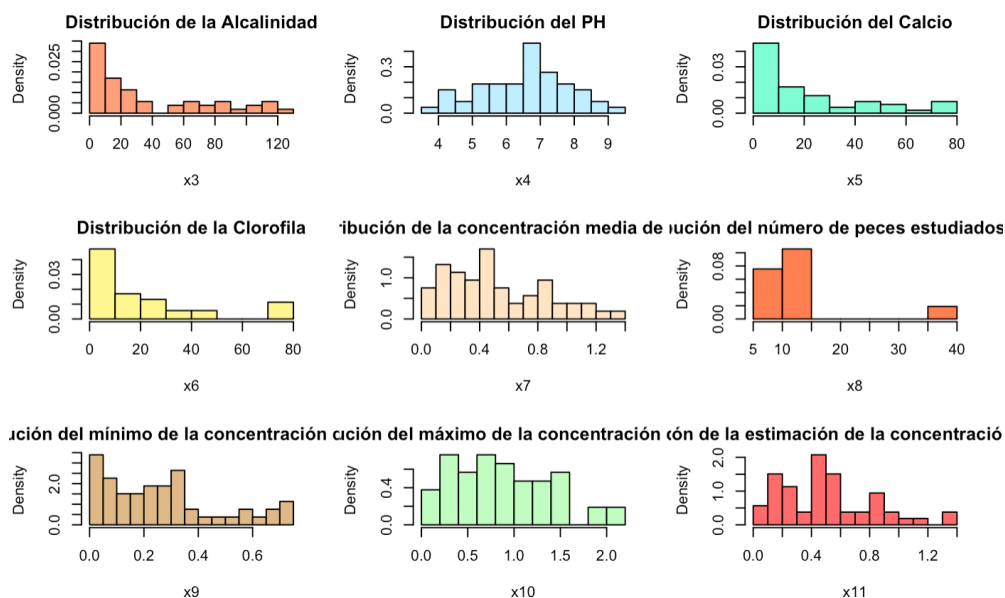 Distribución de la Alcalinidad
Density
0.000 0.025
0 20 40 60 80 120
x3
Distribución del PH
Density
0.0 0.3
4 5 6 7 8 9
x4
Distribución del Calcio
Density
0.00 0.03
0 20 40 60 80
x5
Distribución de la Clorofila
Density
0.00 0.03
0 20 40 60 80
x6
ribución de la concentración media de
Density
0.0 1.0
0.0 0.4 0.8 1.2
x7
ución del número de peces estudiados
Density
0.00 0.08
5 10 20 30 40
x8
ución del mínimo de la concentración
Density
0.0 2.0
0.0 0.2 0.4 0.6
x9
ución del máximo de la concentración
Density
0.0 0.4
0.0 0.5 1.0 1.5 2.0
x10
ón de la estimación de la concentració
Density
0.0 1.0 2.0
0.0 0.4 0.8 1.2
x11